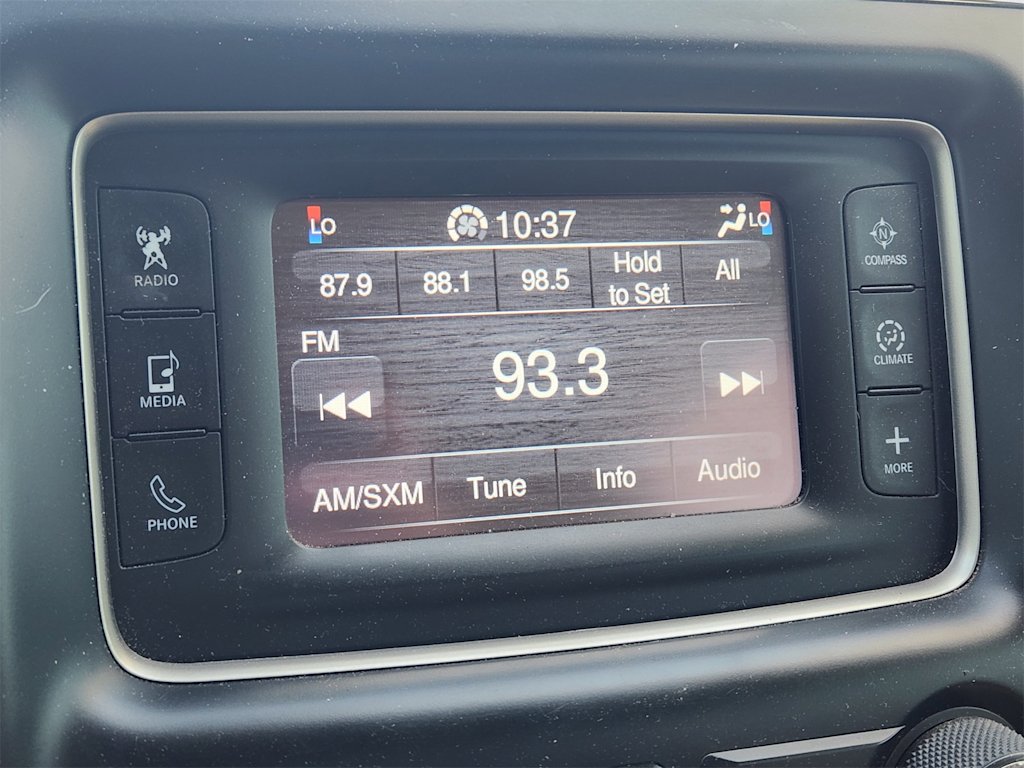 LO 10:37 LO
87.9 88.1 98.5 Hold to Set All
FM
93.3
AM/SXM Tune Info Audio
RADIO
MEDIA
PHONE
N
COMPASS
CLIMATE
MORE